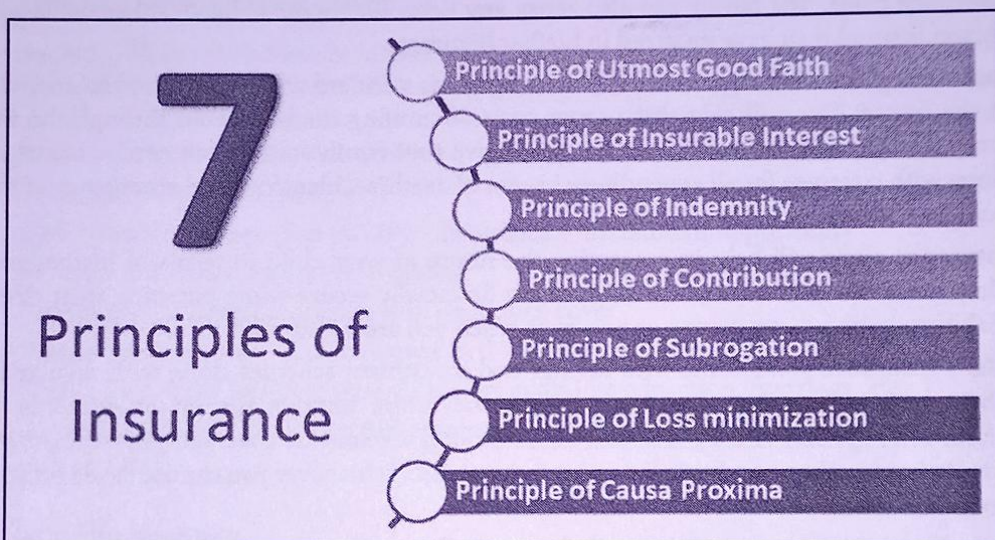 7
Principles of
Insurance
Principle of Utmost Good Faith
Principle of Insurable Interest
Principle of Indemnity
Principle of Contribution
Principle of Subrogation
Principle of Loss minimization
Principle of Causa Proxima